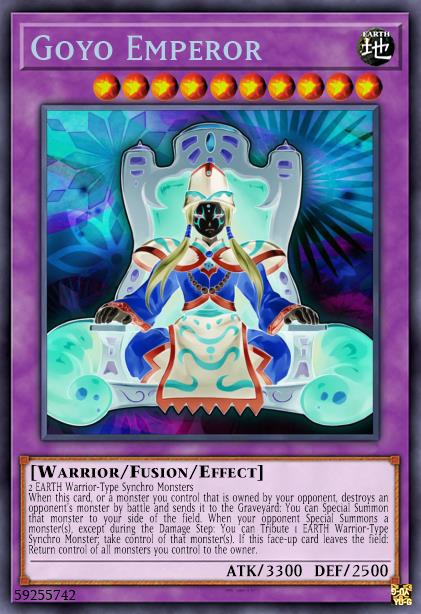 GOYO EMPEROR
EARTH
地
[WARRIOR/FUSION/EFFECT]
2 EARTH Warrior-Type Synchro Monsters
When this card, or a monster you control that is owned by your opponent, destroys an
opponent's monster by battle and sends it to the Graveyard: You can Special Summon
that monster to your side of the field. When your opponent Special Summons a
monster(s), except during the Damage Step: You can Tribute 1 EARTH Warrior-Type
Synchro Monster; take control of that monster(s). If this face-up card leaves the field:
Return control of all monsters you control to the owner.
ATK/3300 DEF/2500
59255742